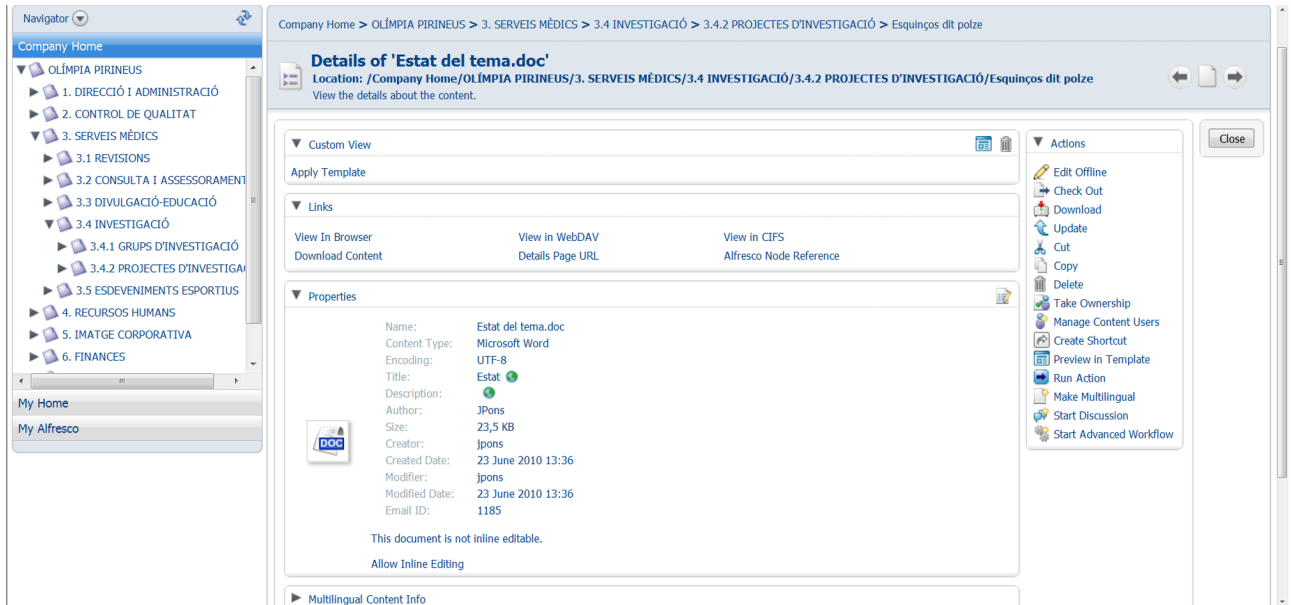 Navigator
Company Home
OLÍMPIA PIRINEUS
1. DIRECCIÓ I ADMINISTRACIÓ
2. CONTROL DE QUALITAT
3. SERVEIS MÈDICS
3.1 REVISIONS
3.2 CONSULTA I ASSESSORAMENT
3.3 DIVULGACIÓ-EDUCACIÓ
3.4 INVESTIGACIÓ
3.4.1 GRUPS D'INVESTIGACIÓ
3.4.2 PROJECTES D'INVESTIGA
3.5 ESDEVENIMENTS ESPORTIUS
4. RECURSOS HUMANS
5. IMATGE CORPORATIVA
6. FINANCES
My Home
My Alfresco
Company Home > OLÍMPIA PIRINEUS > 3. SERVEIS MÈDICS > 3.4 INVESTIGACIÓ > 3.4.2 PROJECTES D'INVESTIGACIÓ > Esquinços dit polze
Details of 'Estat del tema.doc'
Location: /Company Home/OLÍMPIA PIRINEUS/3. SERVEIS MÈDICS/3.4 INVESTIGACIÓ/3.4.2 PROJECTES D'INVESTIGACIÓ/Esquinços dit polze
View the details about the content.
Custom View
Apply Template
Links
View In Browser View in WebDAV View in CIFS
Download Content Details Page URL Alfresco Node Reference
Properties
Name: Estat del tema.doc
Content Type: Microsoft Word
Encoding: UTF-8
Title: Estat
Description:
Author: JPons
Size: 23,5 KB
Creator: jpons
Created Date: 23 June 2010 13:36
Modifier: jpons
Modified Date: 23 June 2010 13:36
Email ID: 1185
DOC
This document is not inline editable.
Allow Inline Editing
Multilingual Content Info
Actions
Edit Offline
Check Out
Download
Update
Cut
Copy
Delete
Take Ownership
Manage Content Users
Create Shortcut
Preview in Template
Run Action
Make Multilingual
Start Discussion
Start Advanced Workflow
Close